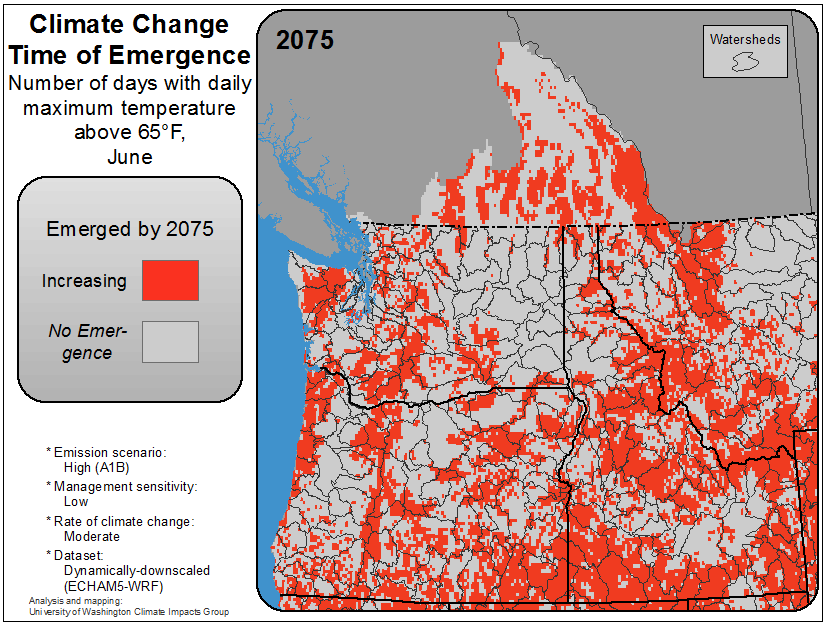 Climate Change
Time of Emergence
Number of days with daily
maximum temperature
above 65°F,
June
2075
Watersheds
Emerged by 2075
Increasing
No Emer-
gence
* Emission scenario:
High (A1B)
* Management sensitivity:
Low
* Rate of climate change:
Moderate
* Dataset:
Dynamically-downscaled
(ECHAM5-WRF)
Analysis and mapping:
University of Washington Climate Impacts Group